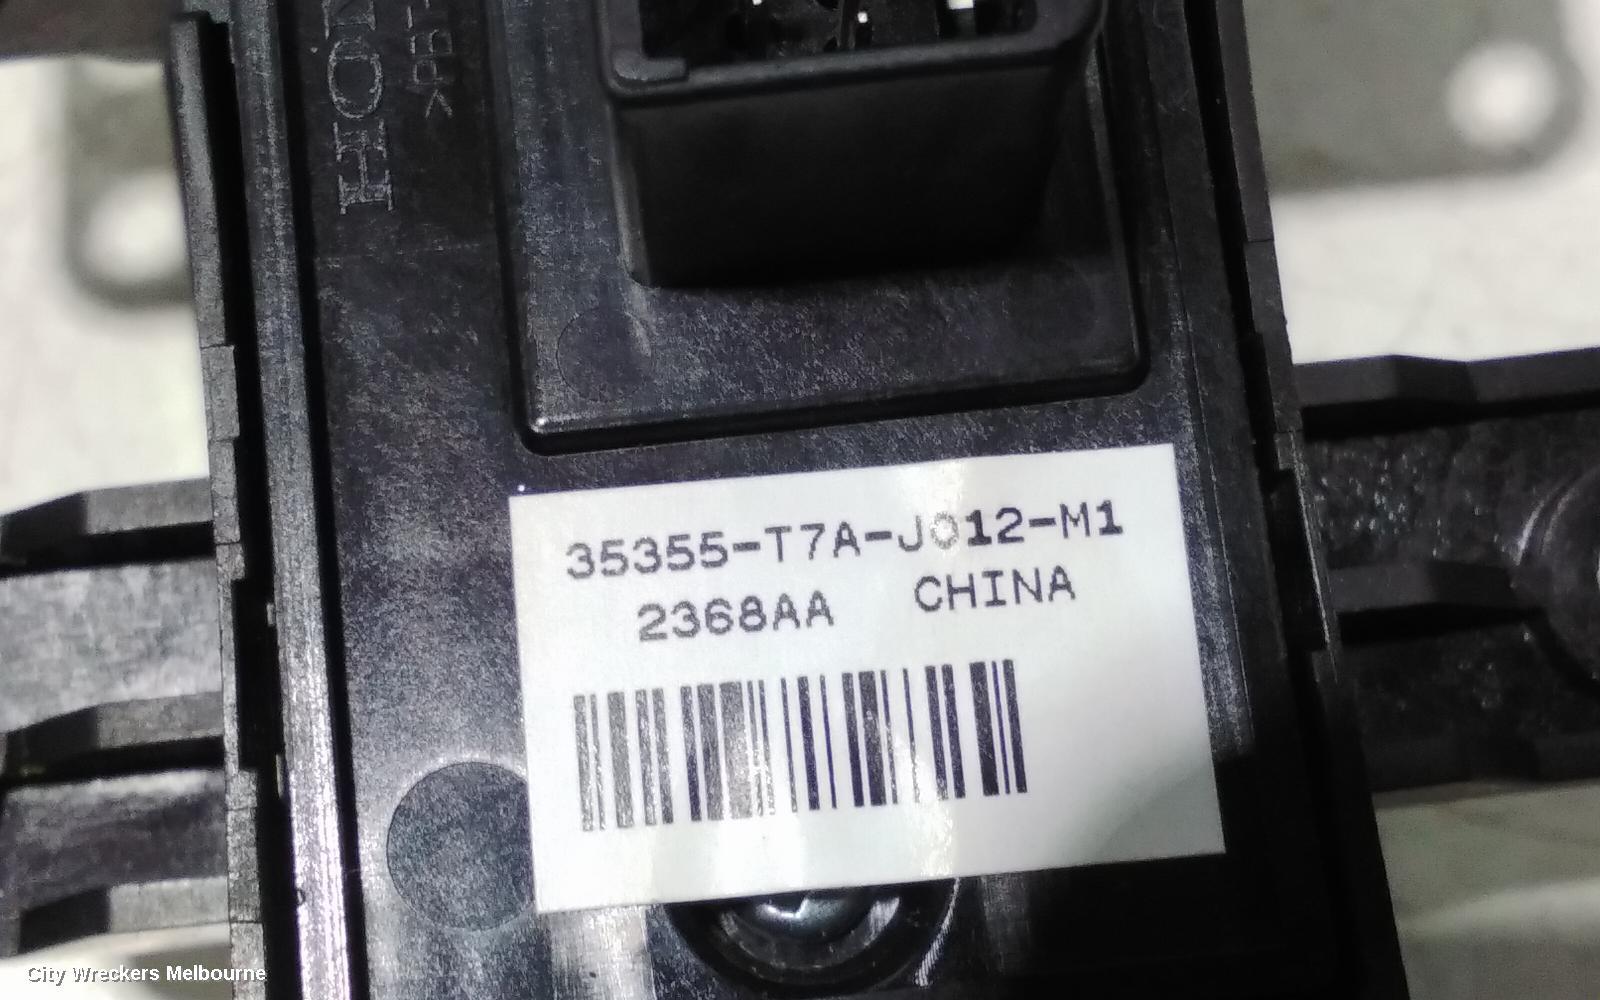 35355-T7A-J012-M1
2368AA CHINA
City Wreckers Melbourne